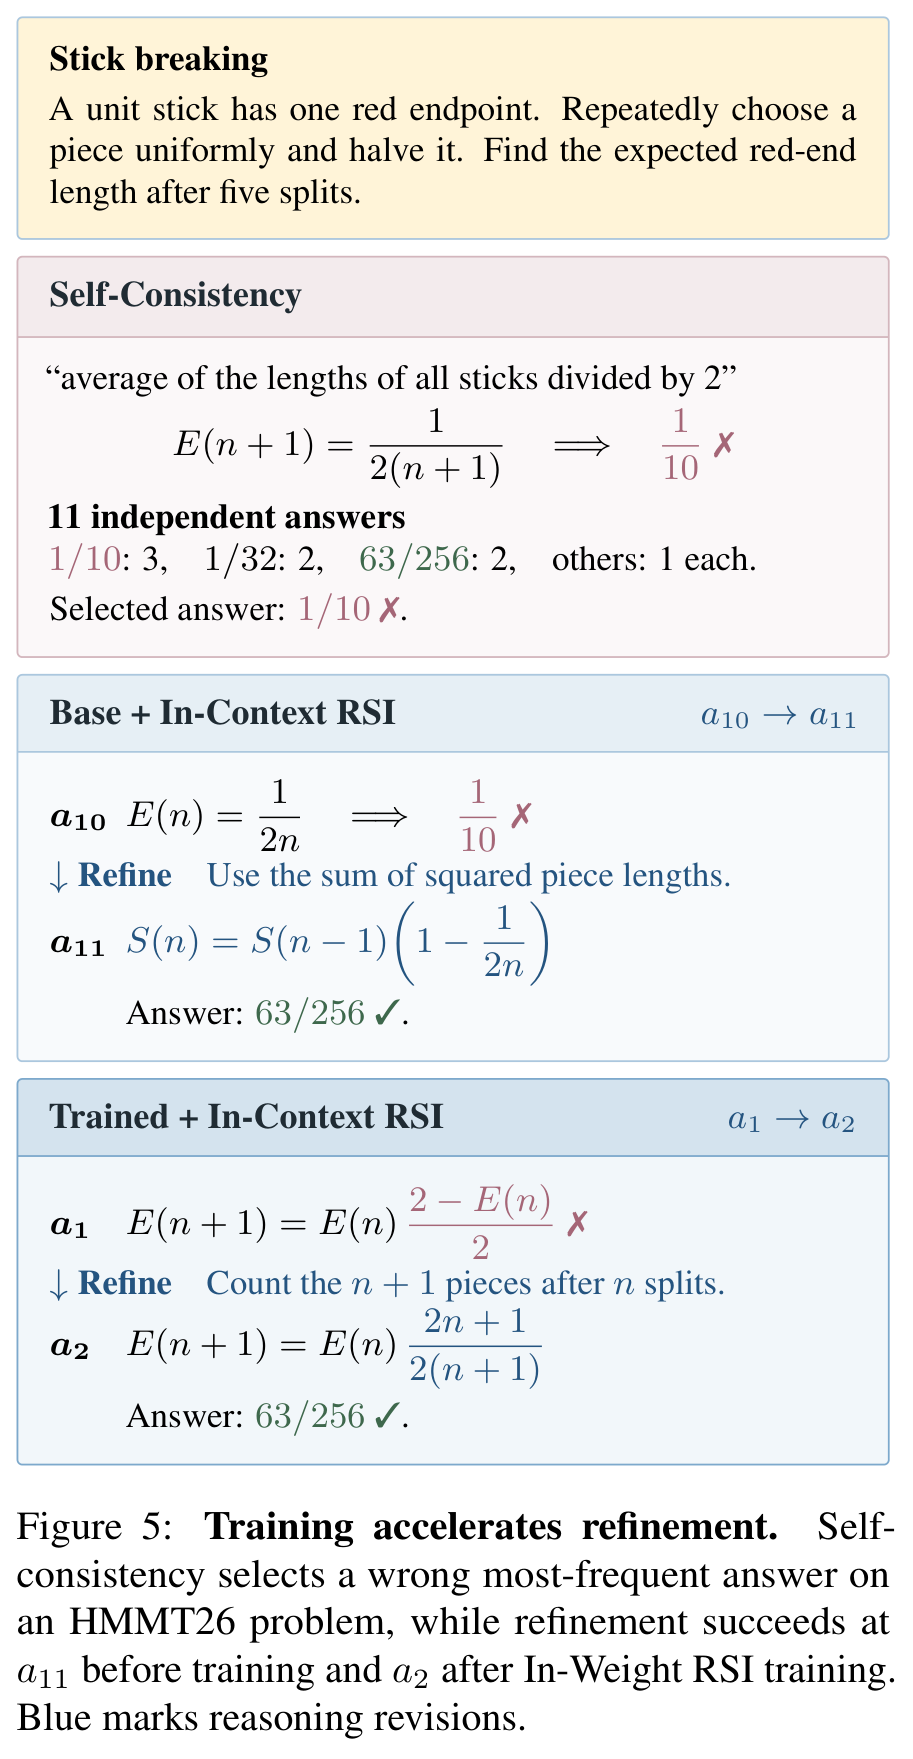 Stick breaking
A unit stick has one red endpoint. Repeatedly choose a
piece uniformly and halve it. Find the expected red-end
length after five splits.
Self-Consistency
“average of the lengths of all sticks divided by 2”
E(n + 1) = 1/(2(n + 1)) ⟹ 1/10 ✗
11 independent answers
1/10: 3, 1/32: 2, 63/256: 2, others: 1 each.
Selected answer: 1/10 ✗.
Base + In-Context RSI a₁₀ → a₁₁
a₁₀ E(n) = 1/(2n) ⟹ 1/10 ✗
↓ Refine Use the sum of squared piece lengths.
a₁₁ S(n) = S(n − 1)(1 − 1/(2n))
Answer: 63/256 ✓.
Trained + In-Context RSI a₁ → a₂
a₁ E(n + 1) = E(n) (2 − E(n))/2 ✗
↓ Refine Count the n + 1 pieces after n splits.
a₂ E(n + 1) = E(n) (2n + 1)/(2(n + 1))
Answer: 63/256 ✓.
Figure 5: Training accelerates refinement. Self-
consistency selects a wrong most-frequent answer on
an HMMT26 problem, while refinement succeeds at
a₁₁ before training and a₂ after In-Weight RSI training.
Blue marks reasoning revisions.